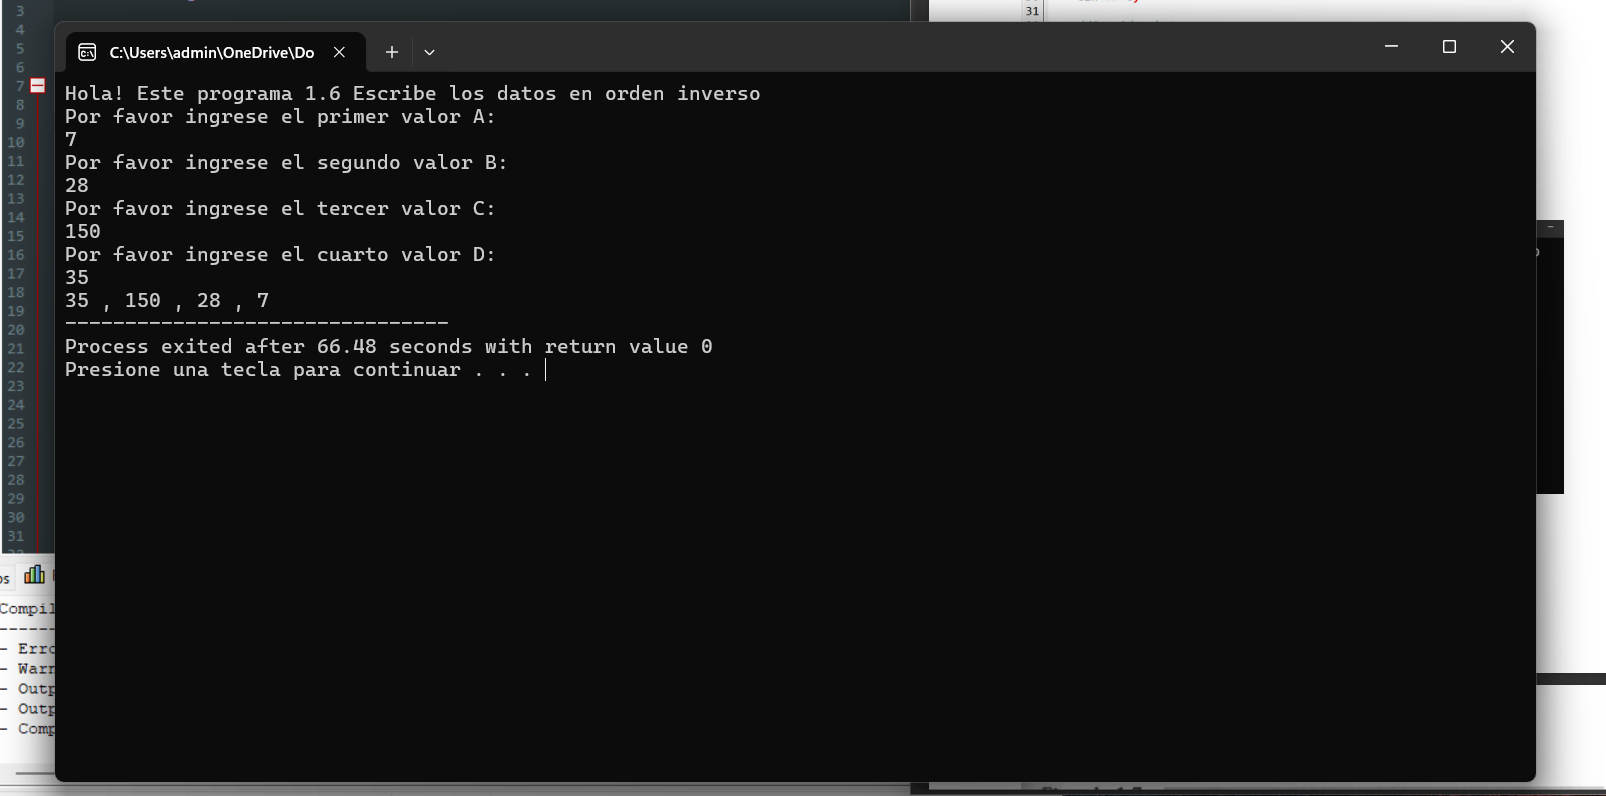 C:\Users\admin\OneDrive\Do
Hola! Este programa 1.6 Escribe los datos en orden inverso
Por favor ingrese el primer valor A:
7
Por favor ingrese el segundo valor B:
28
Por favor ingrese el tercer valor C:
150
Por favor ingrese el cuarto valor D:
35
35 , 150 , 28 , 7
--------------------------------
Process exited after 66.48 seconds with return value 0
Presione una tecla para continuar . . .
3
4
5
6
7
8
9
10
11
12
13
14
15
16
17
18
19
20
21
22
23
24
25
26
27
28
29
30
31
31
Compil
- Erro
- Warn
- Outp
- Outp
- Comp